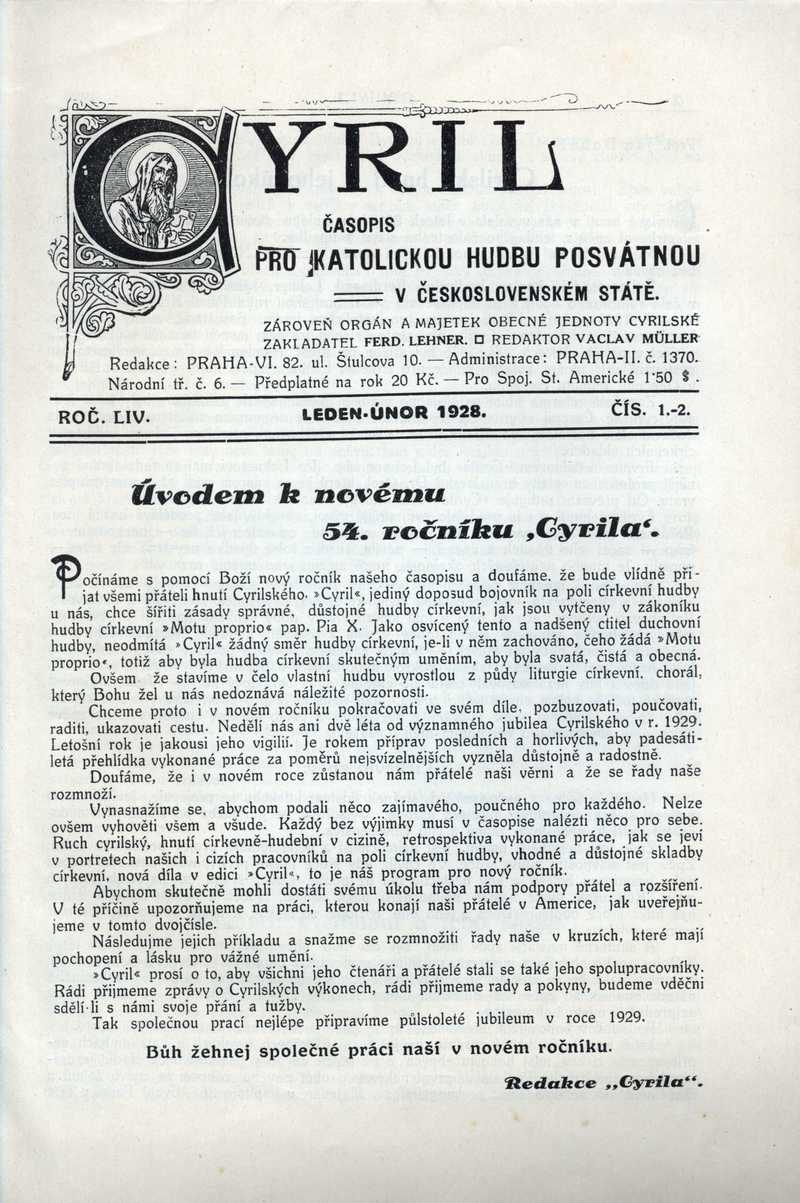 CYRIL
ČASOPIS
PRO KATOLICKOU HUDBU POSVÁTNOU
V ČESKOSLOVENSKÉM STÁTĚ.
ZÁROVEŇ ORGÁN A MAJETEK OBECNÉ JEDNOTY CYRILSKÉ
ZAKLADATEL FERD. LEHNER. REDAKTOR VACLAV MÜLLER
Redakce: PRAHA-VI. 82. ul. Štulcova 10. — Administrace: PRAHA-II. č. 1370.
Národní tř. č. 6. — Předplatné na rok 20 Kč. — Pro Spoj. St. Americké 1·50 $.
ROČ. LIV.
LEDEN-ÚNOR 1928.
ČÍS. 1.-2.
Úvodem k novému
54. ročníku ‚Cyrila‘.
Počínáme s pomocí Boží nový ročník našeho časopisu a doufáme. že bude vlídně při-
jat všemi přáteli hnutí Cyrilského. »Cyril«, jediný doposud bojovník na poli církevní hudby
u nás, chce šířiti zásady správné, důstojné hudby církevní, jak jsou vytčeny v zákoníku
hudby církevní »Motu proprio« pap. Pia X. Jako osvícený tento a nadšený ctitel duchovní
hudby, neodmítá »Cyril« žádný směr hudby církevní, je-li v něm zachováno, čeho žádá »Motu
proprio«, totiž aby byla hudba církevní skutečným uměním, aby byla svatá, čistá a obecná.
Ovšem že stavíme v čelo vlastní hudbu vyrostlou z půdy liturgie církevní, chorál,
který Bohu žel u nás nedoznává náležité pozornosti.
Chceme proto i v novém ročníku pokračovati ve svém díle, pozbuzovati, poučovati,
raditi, ukazovati cestu. Nedělí nás ani dvě léta od významného jubilea Cyrilského v r. 1929.
Letošní rok je jakousi jeho vigilií. Je rokem příprav posledních a horlivých, aby padesáti-
letá přehlídka vykonané práce za poměrů nejsvízelnějších vyzněla důstojně a radostně.
Doufáme, že i v novém roce zůstanou nám přátelé naši věrni a že se řady naše
rozmnoží.
Vynasnažíme se, abychom podali něco zajímavého, poučného pro každého. Nelze
ovšem vyhověti všem a všude. Každý bez výjimky musí v časopise nalézti něco pro sebe.
Ruch cyrilský, hnutí církevně-hudební v cizině, retrospektiva vykonané práce, jak se jeví
v portretech našich i cizích pracovníků na poli církevní hudby, vhodné a důstojné skladby
církevní, nová díla v edici »Cyril«, to je náš program pro nový ročník.
Abychom skutečně mohli dostáti svému úkolu třeba nám podpory přátel a rozšíření.
V té příčině upozorňujeme na práci, kterou konají naši přátelé v Americe, jak uveřejňu-
jeme v tomto dvojčísle.
Následujme jejich příkladu a snažme se rozmnožiti řady naše v kruzích, které mají
pochopení a lásku pro vážné umění.
»Cyril« prosí o to, aby všichni jeho čtenáři a přátelé stali se také jeho spolupracovníky.
Rádi přijmeme zprávy o Cyrilských výkonech, rádi přijmeme rady a pokyny, budeme vděčni
sdělí-li s námi svoje přání a tužby.
Tak společnou prací nejlépe připravíme půlstoleté jubileum v roce 1929.
Bůh žehnej společné práci naší v novém ročníku.
Redakce „Cyrila“.